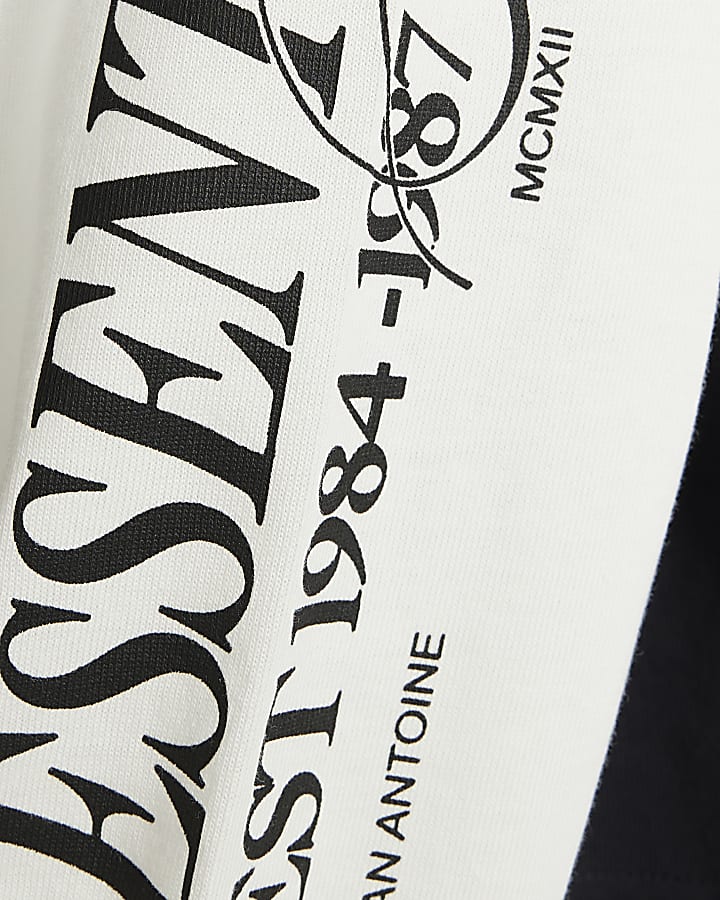 ESSENT
EST 1984 -1987
AN ANTOINE MCMXII